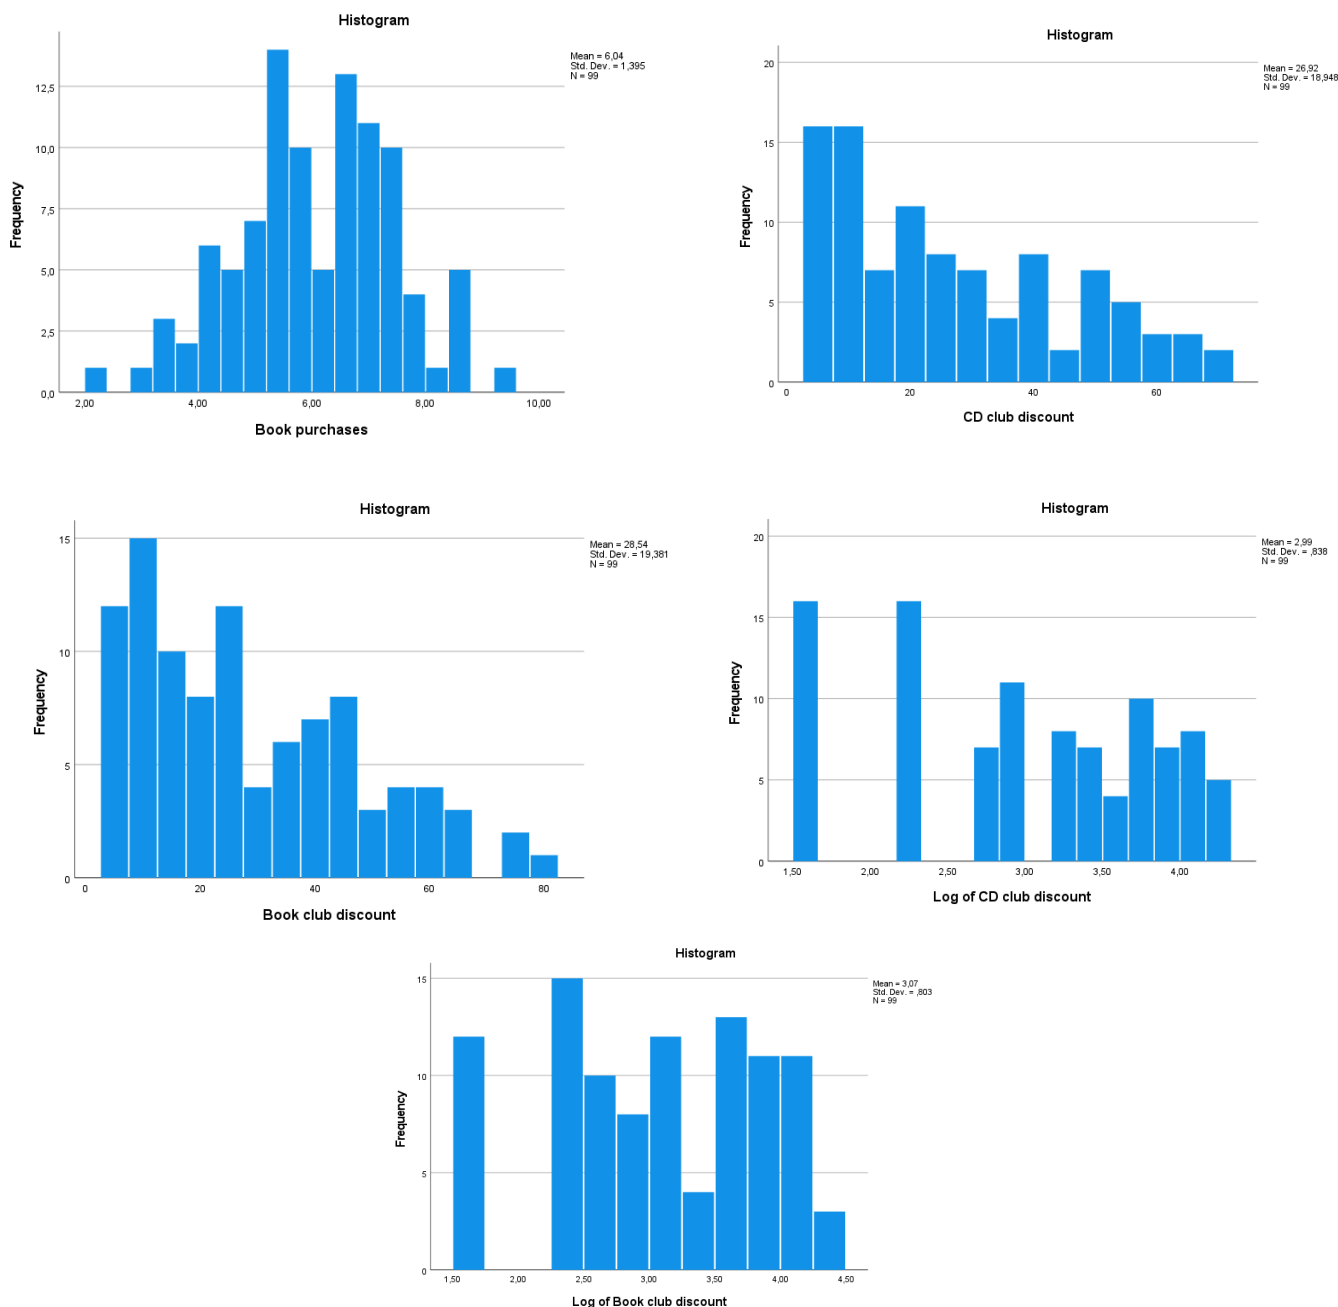 Histogram
Mean = 6,04
Std. Dev. = 1,395
N = 99
Frequency
12,5
10,0
7,5
5,0
2,5
0,0
2,00 4,00 6,00 8,00 10,00
Book purchases
Histogram
Mean = 26,92
Std. Dev. = 18,948
N = 99
Frequency
20
15
10
5
0
0 20 40 60
CD club discount
Histogram
Mean = 28,54
Std. Dev. = 19,381
N = 99
Frequency
15
10
5
0
0 20 40 60 80
Book club discount
Histogram
Mean = 2,99
Std. Dev. = ,838
N = 99
Frequency
20
15
10
5
0
1,50 2,00 2,50 3,00 3,50 4,00
Log of CD club discount
Histogram
Mean = 3,07
Std. Dev. = ,803
N = 99
Frequency
15
10
5
0
1,50 2,00 2,50 3,00 3,50 4,00 4,50
Log of Book club discount